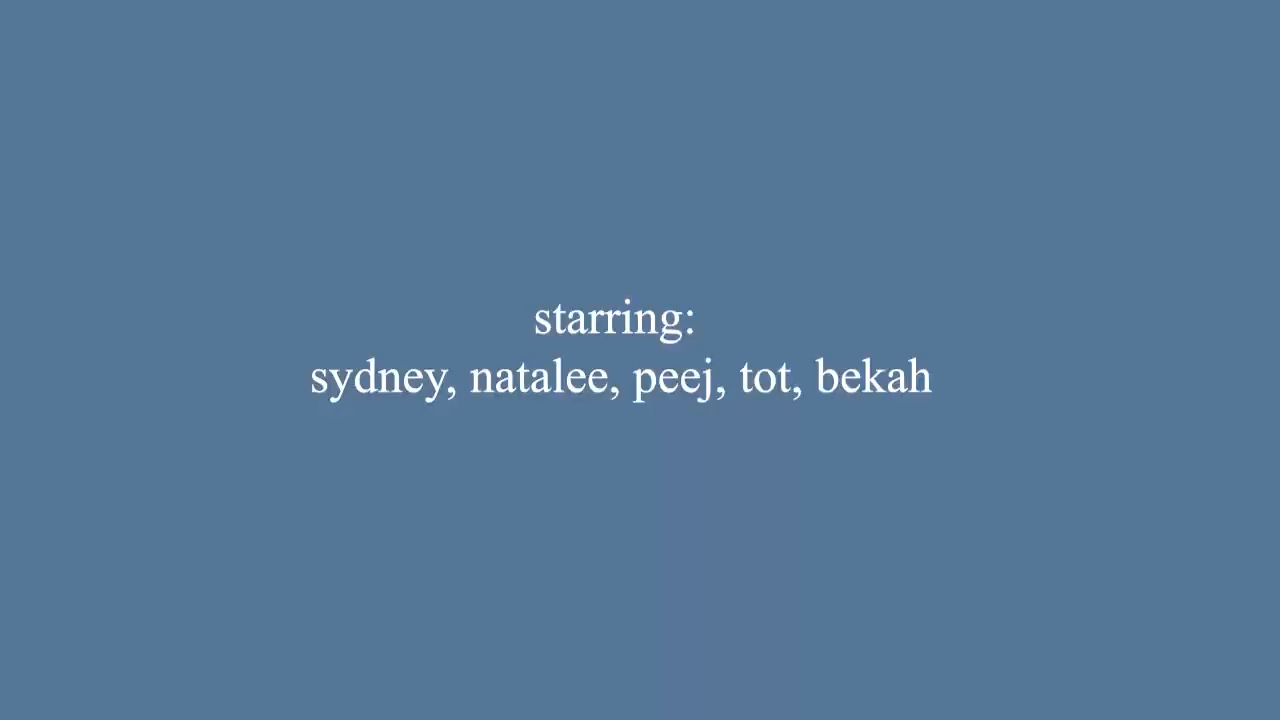 starring:
sydney, natalee, peej, tot, bekah